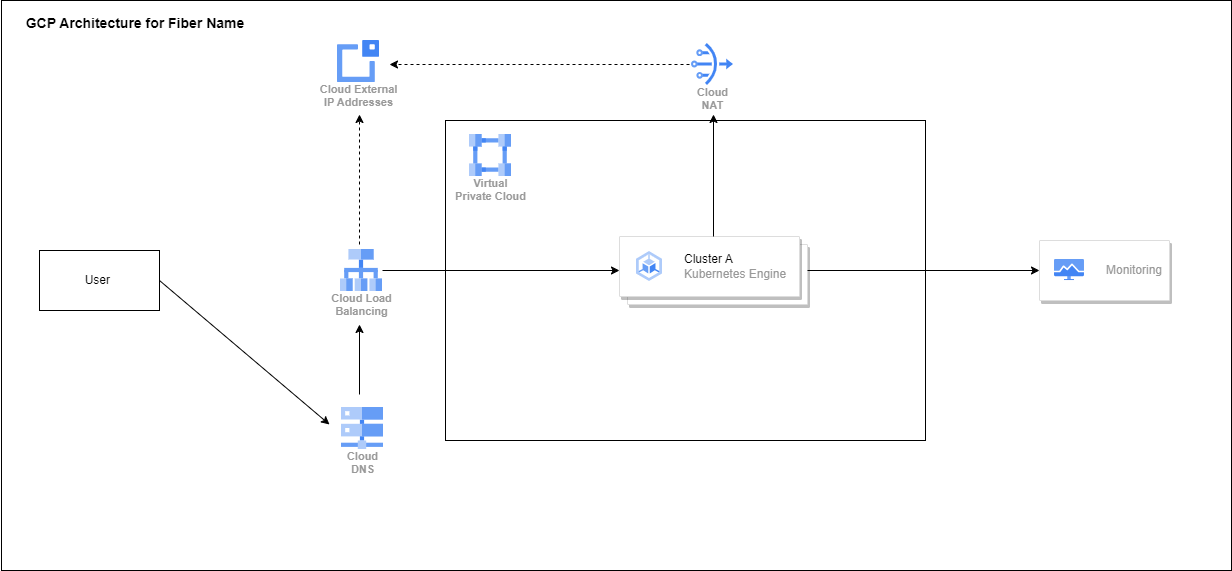 GCP Architecture for Fiber Name
Cloud External
IP Addresses
Cloud
NAT
Virtual
Private Cloud
User
Cloud Load
Balancing
Cluster A
Kubernetes Engine
Monitoring
Cloud
DNS